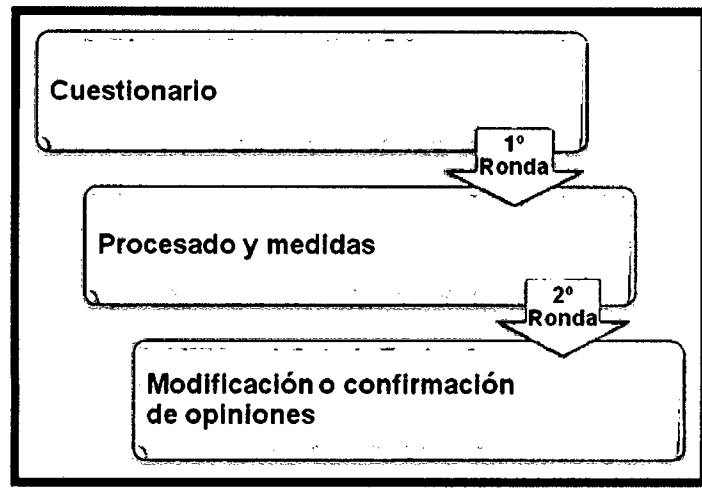 Cuestionario
1º
Ronda
Procesado y medidas
2º
Ronda
Modificación o confirmación
de opiniones